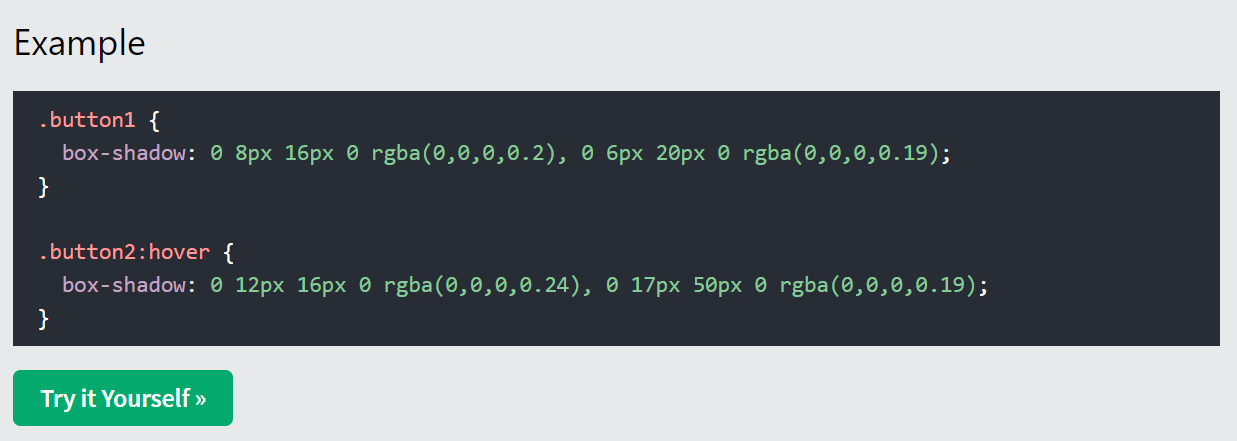 Example
.button1 {
  box-shadow: 0 8px 16px 0 rgba(0,0,0,0.2), 0 6px 20px 0 rgba(0,0,0,0.19);
}
.button2:hover {
  box-shadow: 0 12px 16px 0 rgba(0,0,0,0.24), 0 17px 50px 0 rgba(0,0,0,0.19);
}
Try it Yourself »